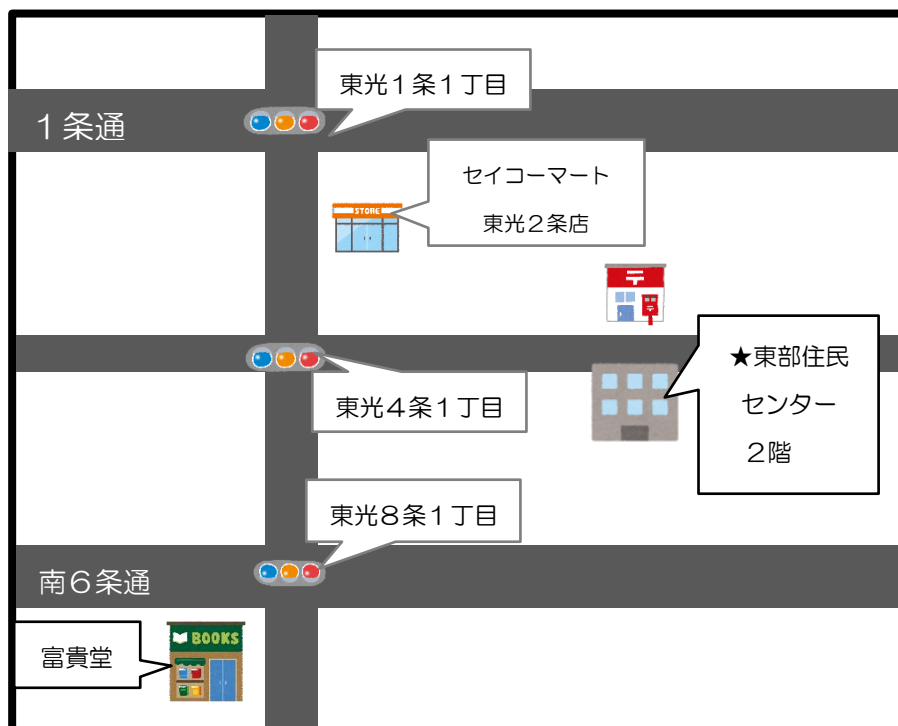 東光１条１丁目
１条通
セイコーマート
東光２条店
STORE
〒
★東部住民
センター
２階
東光４条１丁目
東光８条１丁目
南６条通
BOOKS
富貴堂